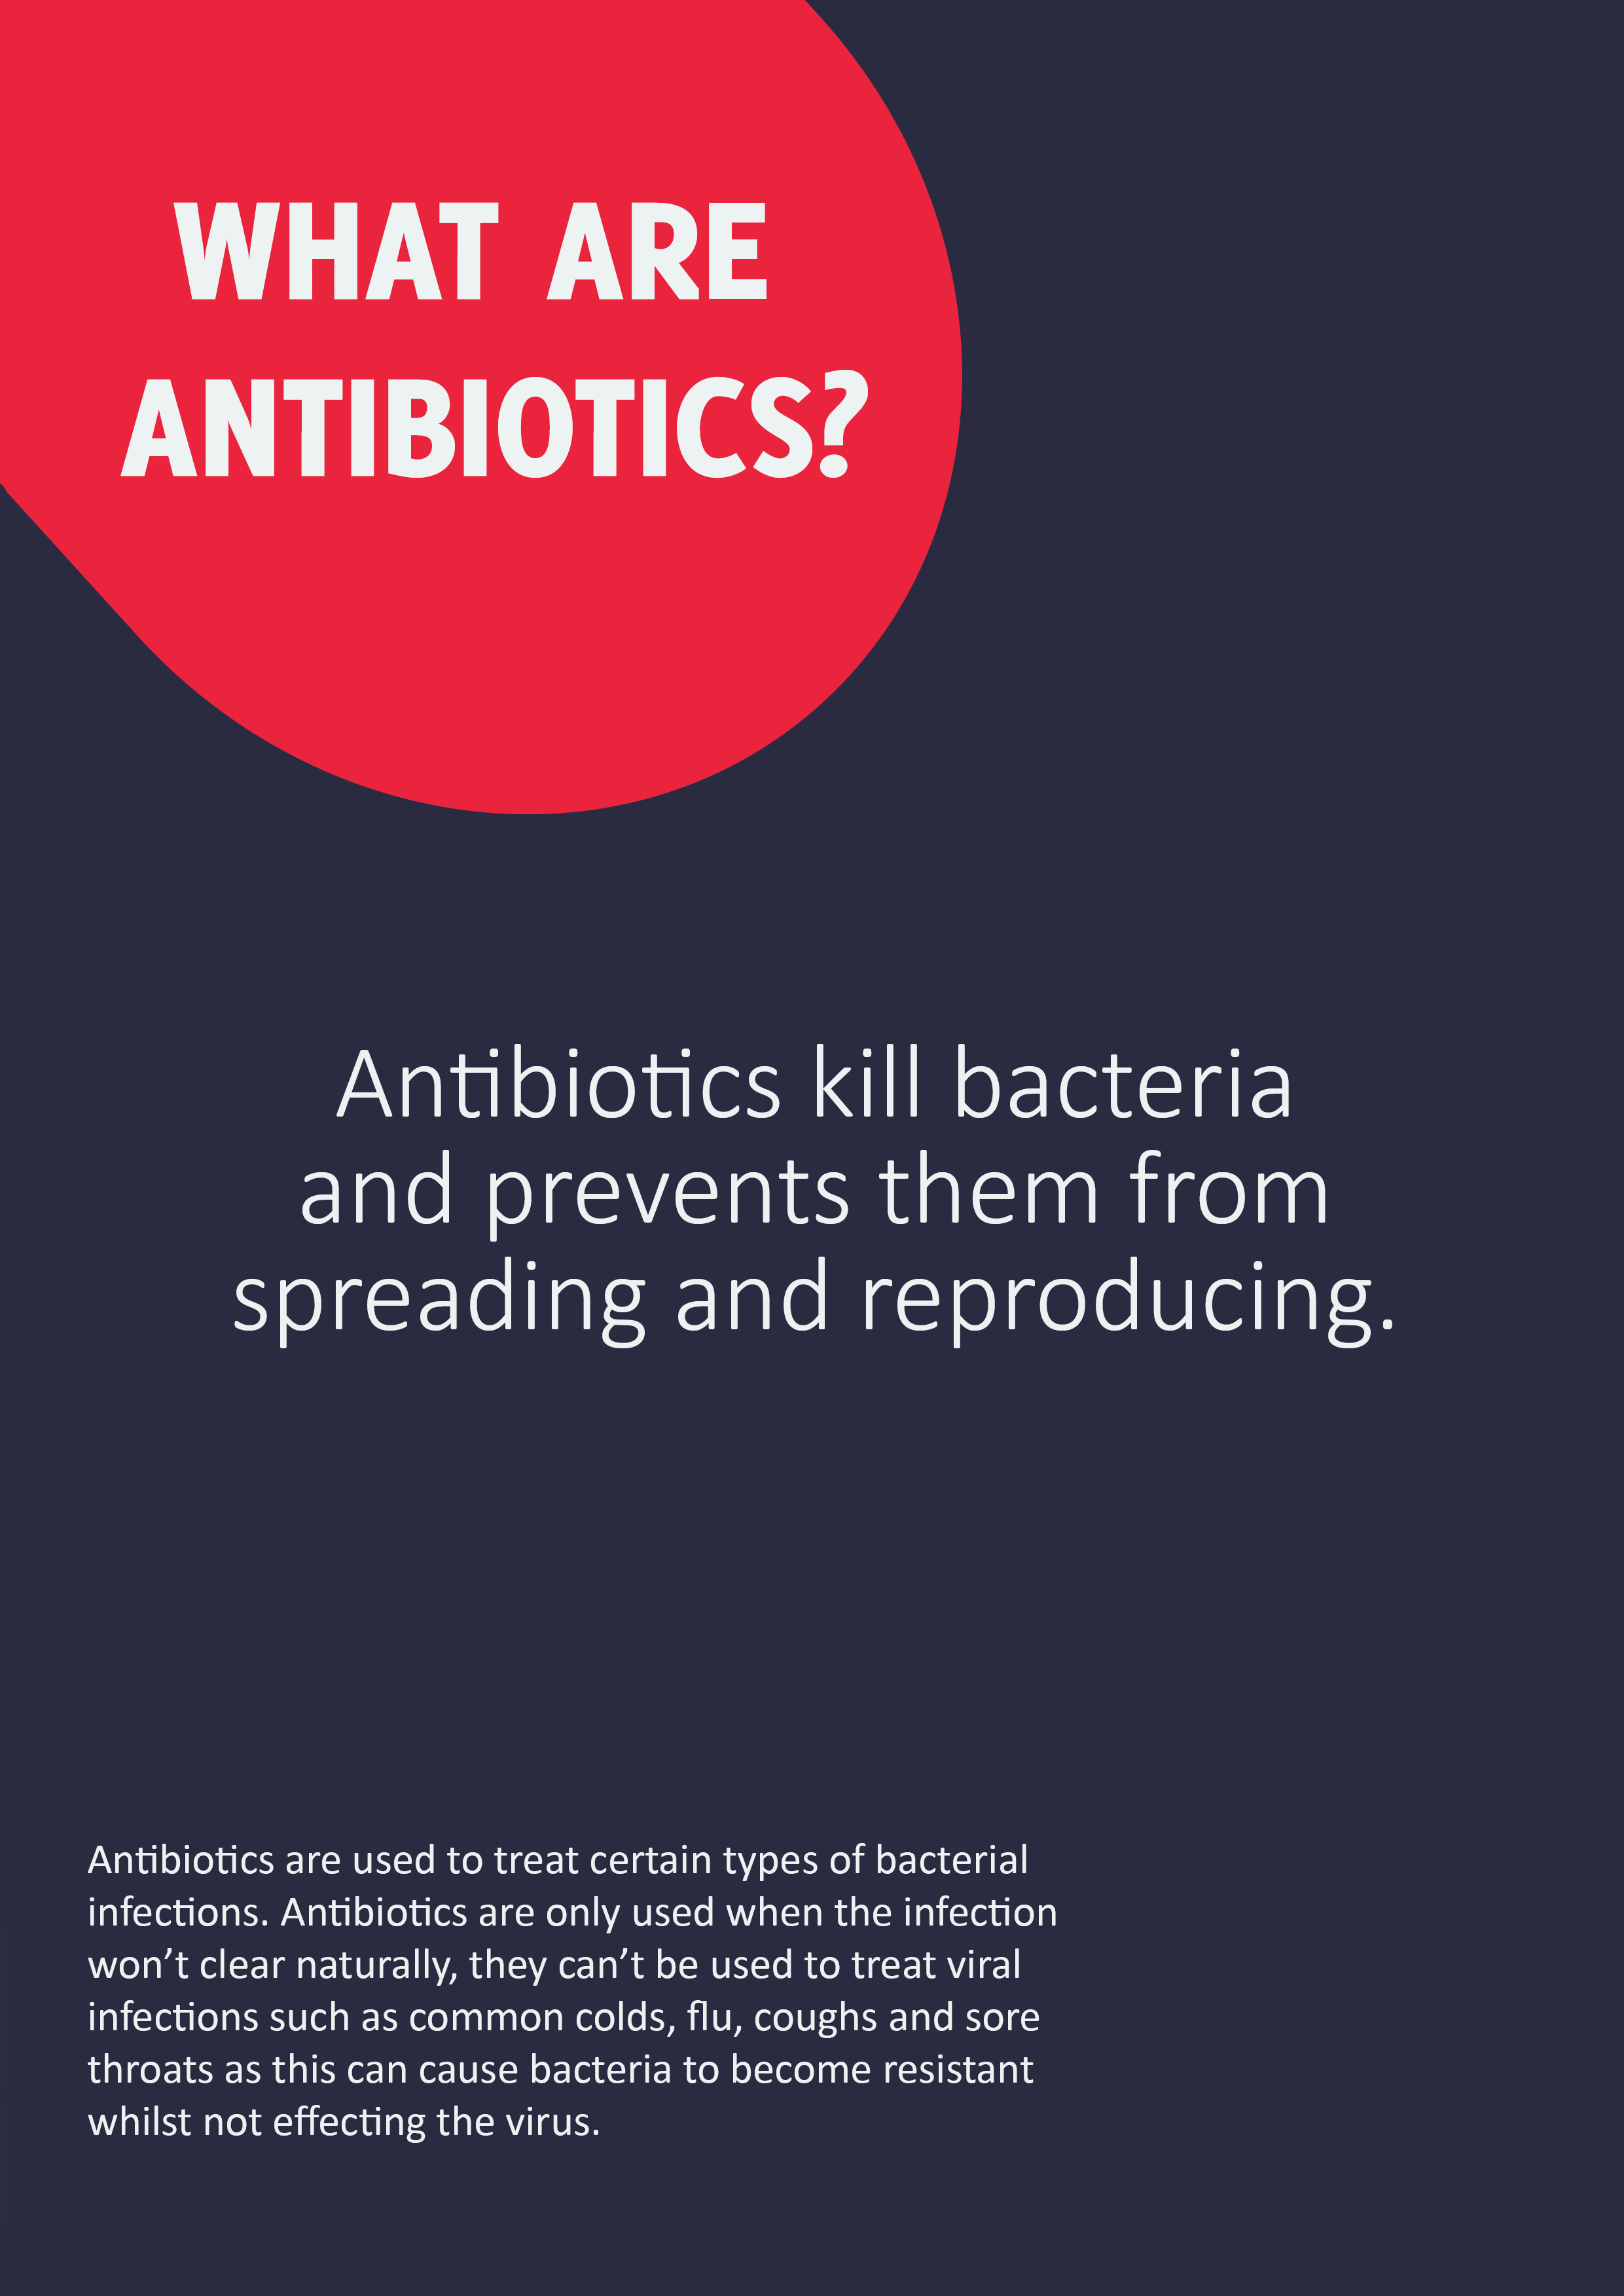 WHAT ARE
ANTIBIOTICS?
Antibiotics kill bacteria
and prevents them from
spreading and reproducing.
Antibiotics are used to treat certain types of bacterial
infections. Antibiotics are only used when the infection
won’t clear naturally, they can’t be used to treat viral
infections such as common colds, flu, coughs and sore
throats as this can cause bacteria to become resistant
whilst not effecting the virus.